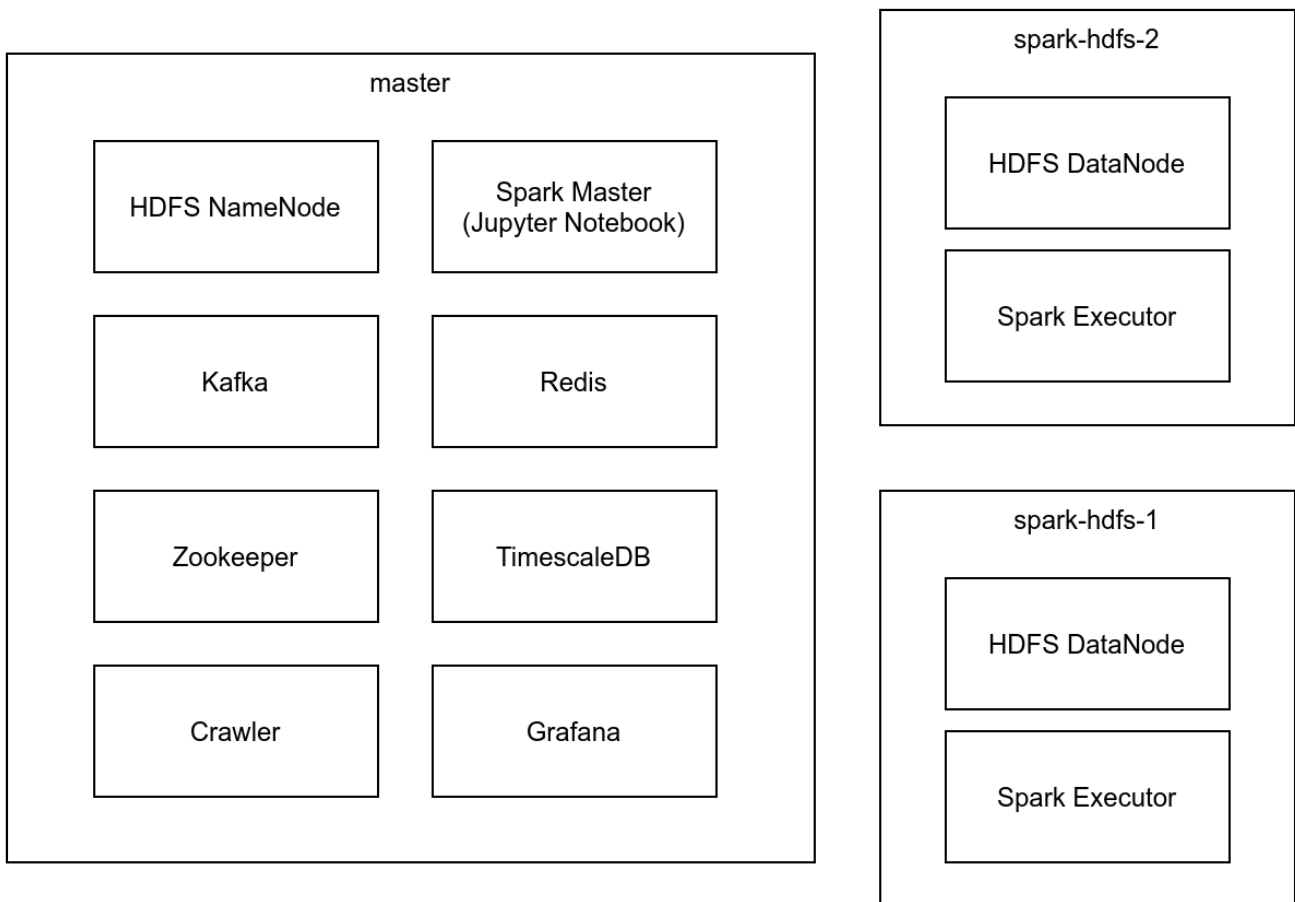 master
HDFS NameNode
Spark Master
(Jupyter Notebook)
Kafka
Redis
Zookeeper
TimescaleDB
Crawler
Grafana
spark-hdfs-2
HDFS DataNode
Spark Executor
spark-hdfs-1
HDFS DataNode
Spark Executor